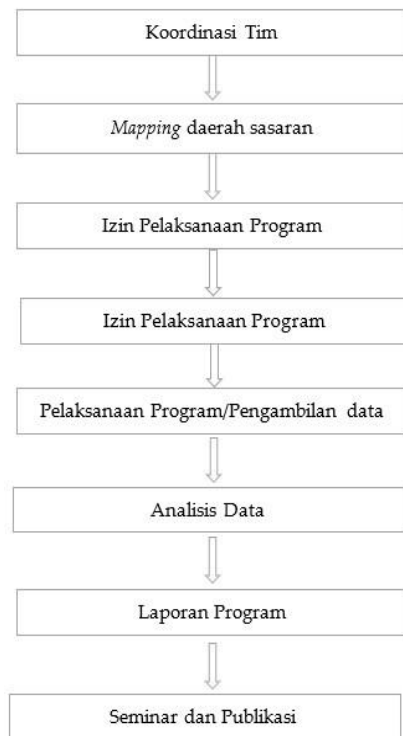 Koordinasi Tim
Mapping daerah sasaran
Izin Pelaksanaan Program
Izin Pelaksanaan Program
Pelaksanaan Program/Pengambilan data
Analisis Data
Laporan Program
Seminar dan Publikasi